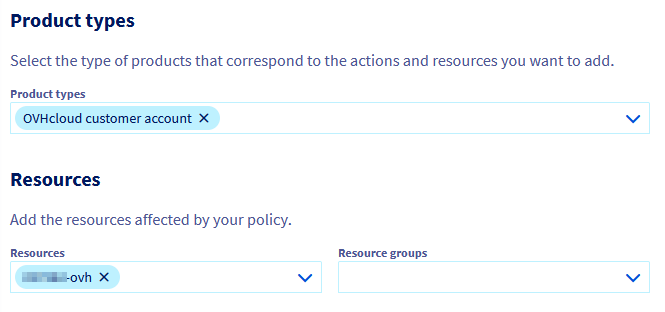 Product types
Select the type of products that correspond to the actions and resources you want to add.
Product types
OVHcloud customer account
Resources
Add the resources affected by your policy.
Resources
Resource groups
-ovh